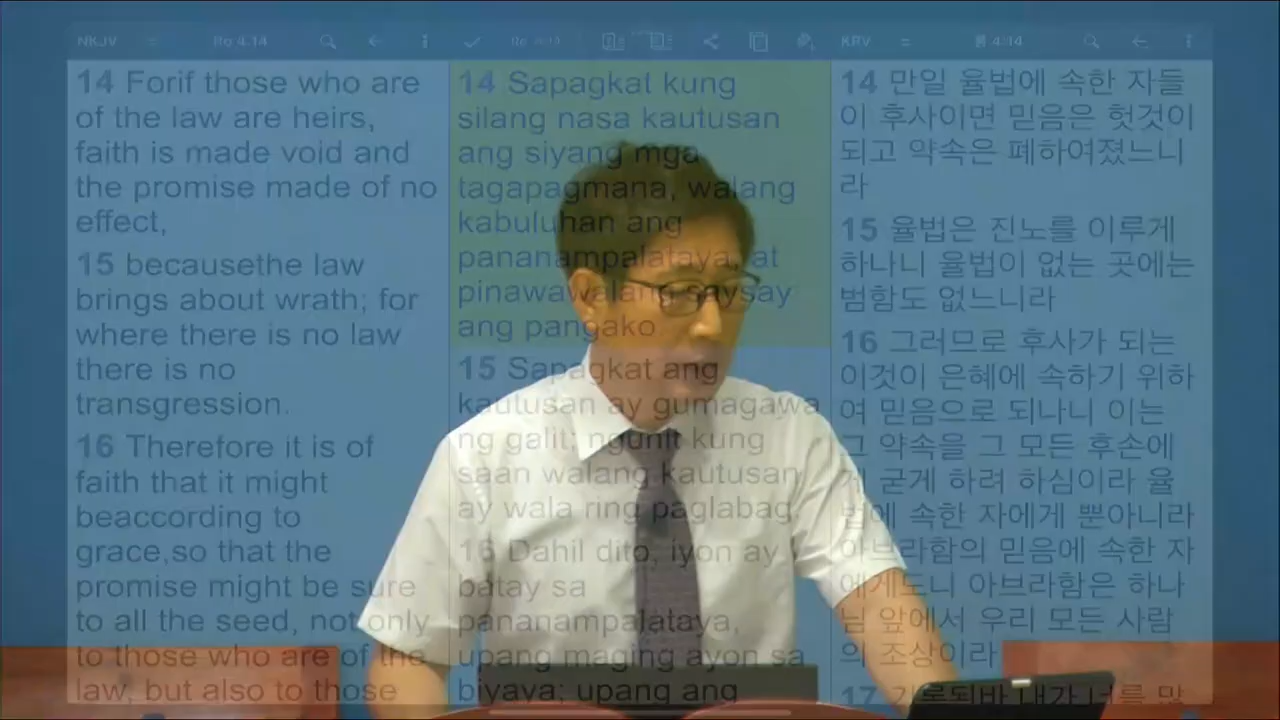 NKJV
Ro 4.14
14 Forif those who are
of the law are heirs,
faith is made void and
the promise made of no
effect,
15 becausethe law
brings about wrath; for
where there is no law
there is no
transgression.
16 Therefore it is of
faith that it might
beaccording to
grace,so that the
promise might be sure
to all the seed, not only
to those who are of the
law, but also to those
Ro 4.14
14 Sapagkat kung
silang nasa kautusan
ang siyang mga
tagapagmana, walang
kabuluhan ang
pananampalataya, at
ang pangako.
15 Sapagkat ang
kautusan ay gumagawa
ng galit; ngunit kung
saan walang kautusan
ay wala ring paglabag.
16 Dahil dito, iyon ay
batay sa
pananampalataya,
upang maging ayon sa
biyaya; upang ang
KRV
롬 4:14
14 만일 율법에 속한 자들
이 후사이면 믿음은 헛것이
되고 약속은 폐하여졌느니
라
15 율법은 진노를 이루게
하나니 율법이 없는 곳에는
범함도 없느니라
16 그러므로 후사가 되는
이것이 은혜에 속하기 위하
여 믿음으로 되나니 이는
그 약속을 그 모든 후손에
게 굳게 하려 하심이라 율
법에 속한 자에게 뿐아니라
아브라함의 믿음에 속한 자
에게도니 아브라함은 하나
님 앞에서 우리 모든 사람
의 조상이라
17 기록된바 내가 너를 많